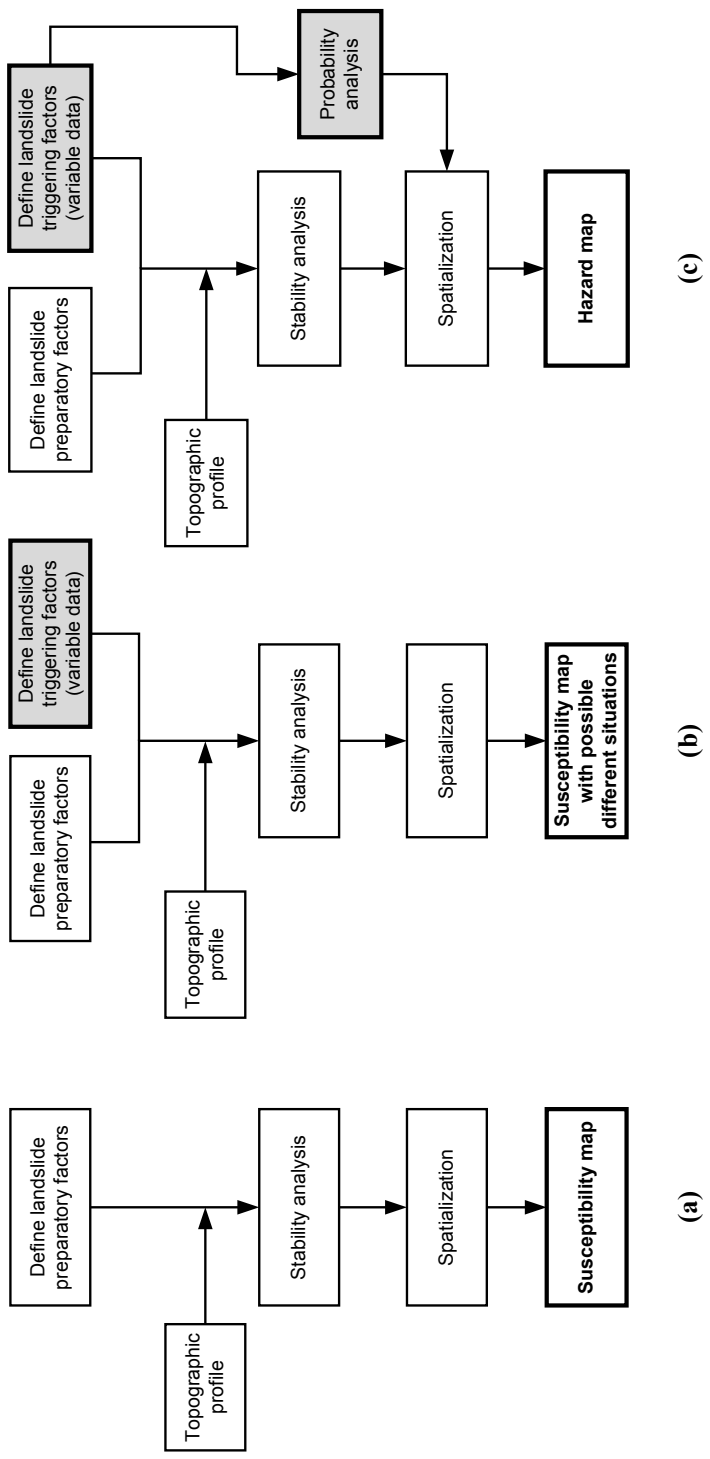 Define landslide
preparatory factors
Topographic
profile
Stability analysis
Spatialization
Susceptibility map
(a)
Define landslide
preparatory factors
Define landslide
triggering factors
(variable data)
Topographic
profile
Stability analysis
Spatialization
Susceptibility map
with possible
different situations
(b)
Define landslide
preparatory factors
Define landslide
triggering factors
(variable data)
Topographic
profile
Probability
analysis
Stability analysis
Spatialization
Hazard map
(c)